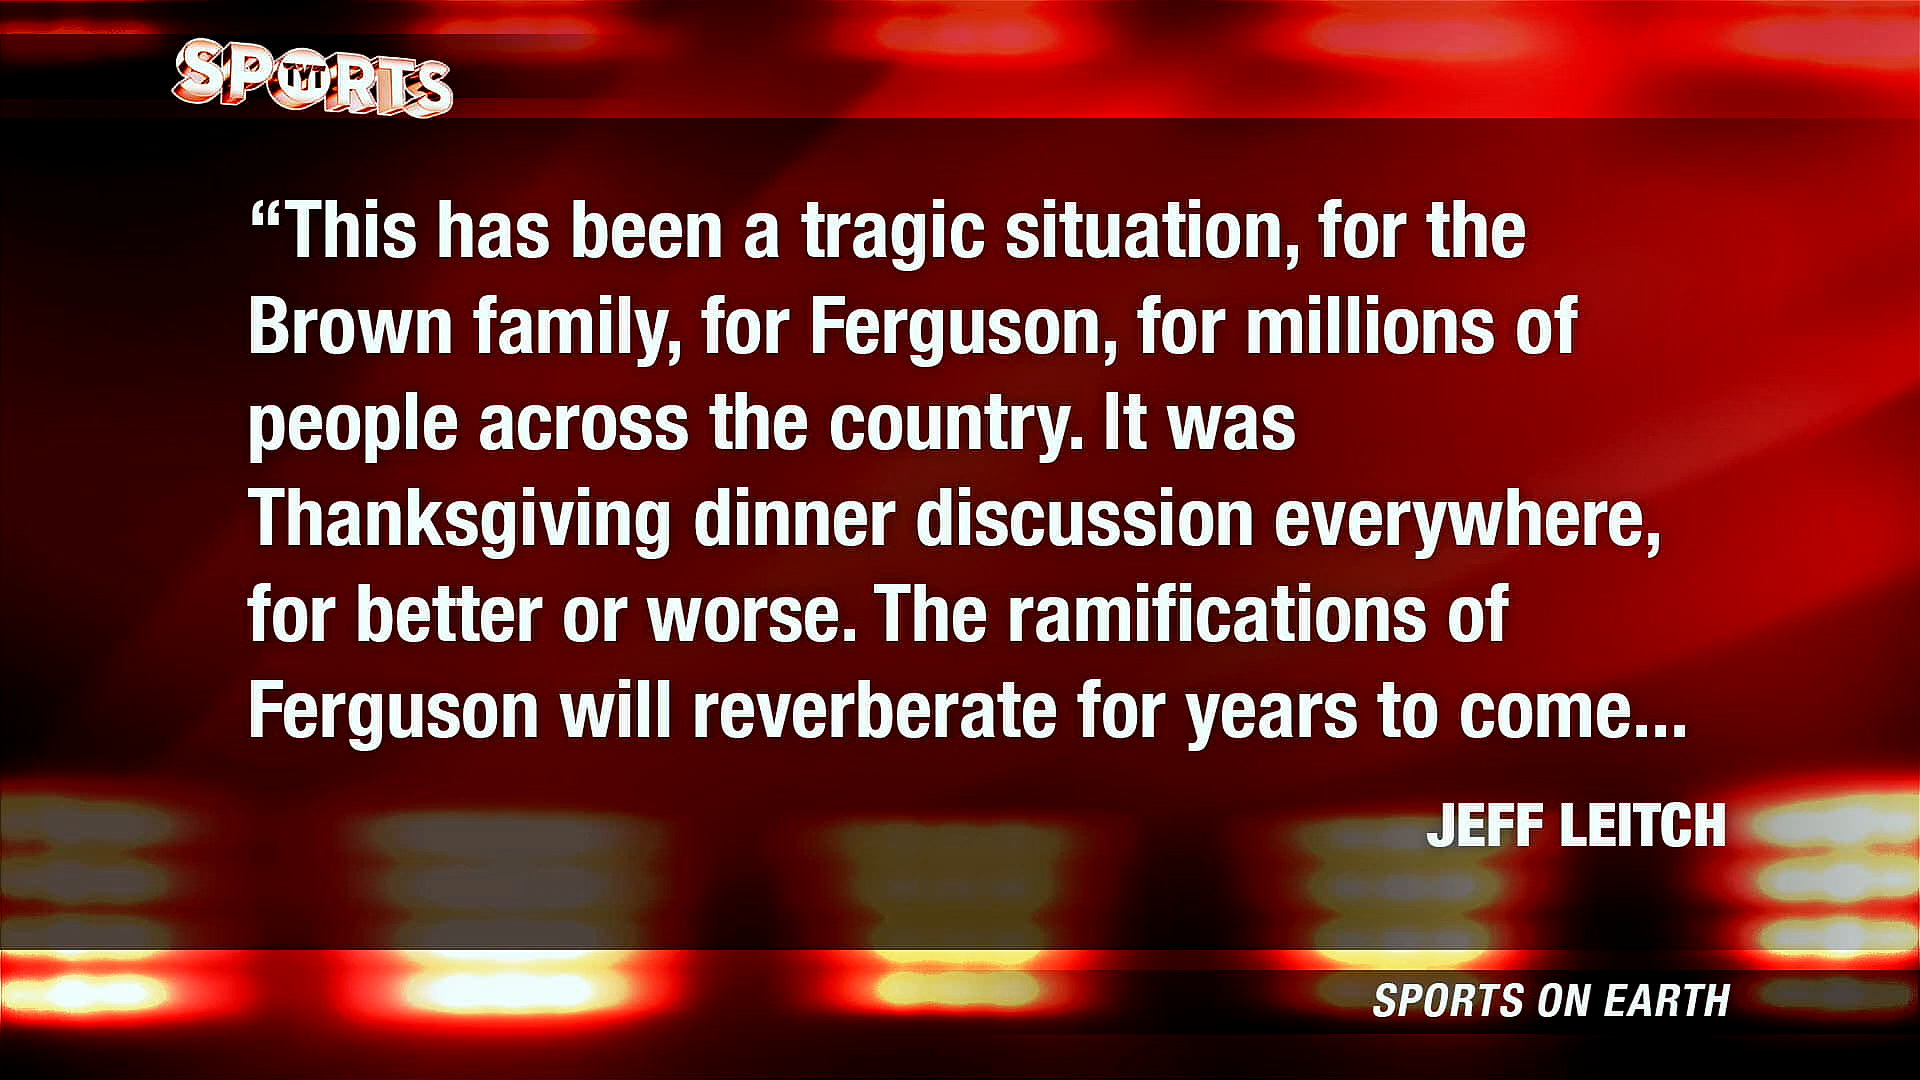 SPORTS
TYT
“This has been a tragic situation, for the
Brown family, for Ferguson, for millions of
people across the country. It was
Thanksgiving dinner discussion everywhere,
for better or worse. The ramifications of
Ferguson will reverberate for years to come...
JEFF LEITCH
SPORTS ON EARTH